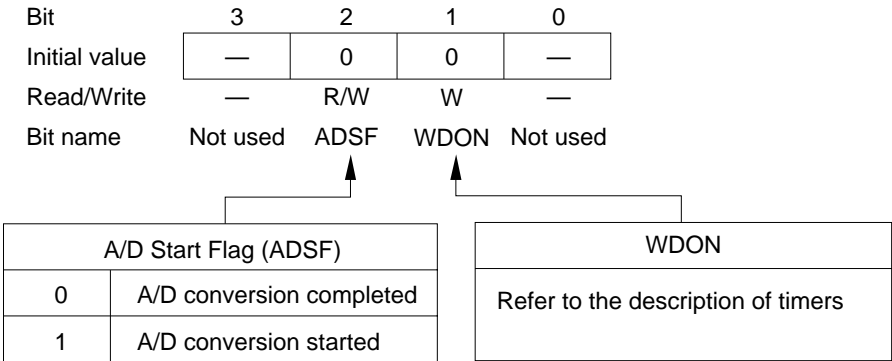 Bit 3 2 1 0
Initial value — 0 0 —
Read/Write — R/W W —
Bit name Not used ADSF WDON Not used
A/D Start Flag (ADSF)
0 A/D conversion completed
1 A/D conversion started
WDON
Refer to the description of timers